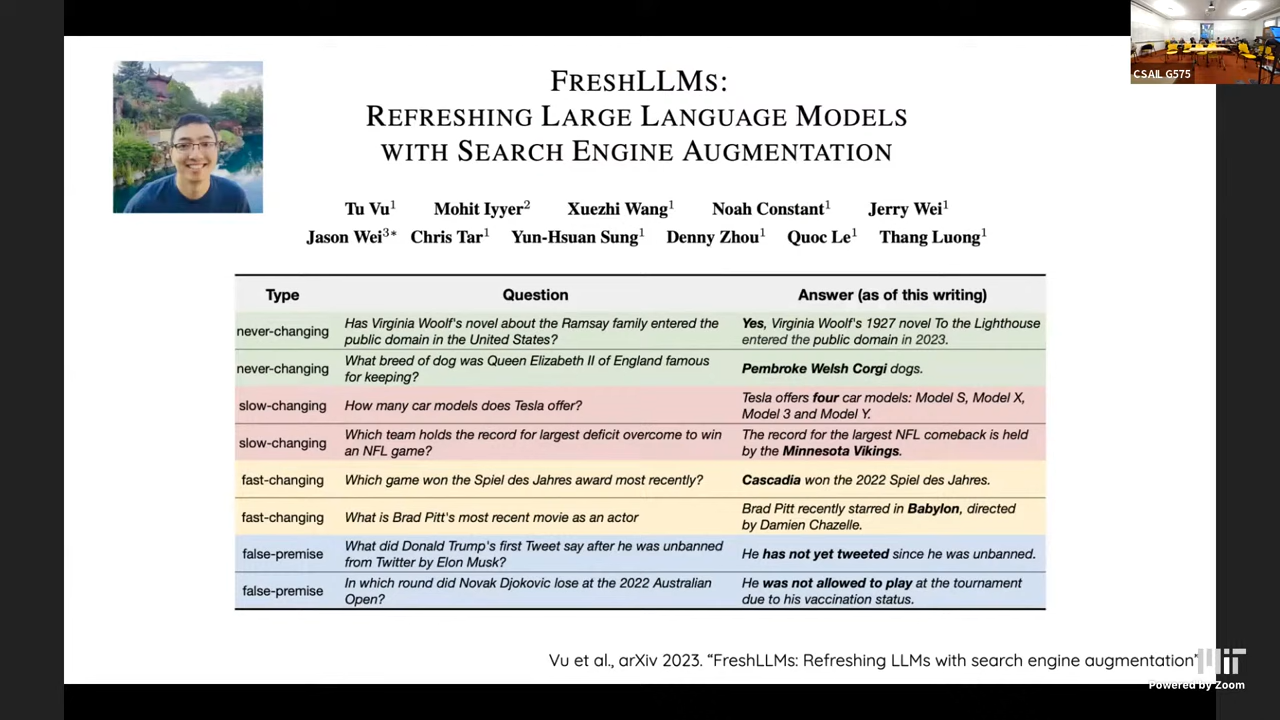 CSAIL G575
FRESHLLMS:
REFRESHING LARGE LANGUAGE MODELS
WITH SEARCH ENGINE AUGMENTATION
Tu Vu1 Mohit Iyyer2 Xuezhi Wang1 Noah Constant1 Jerry Wei1
Jason Wei3* Chris Tar1 Yun-Hsuan Sung1 Denny Zhou1 Quoc Le1 Thang Luong1
Type Question Answer (as of this writing)
never-changing
Has Virginia Woolf's novel about the Ramsay family entered the
public domain in the United States?
Yes, Virginia Woolf's 1927 novel To the Lighthouse
entered the public domain in 2023.
never-changing
What breed of dog was Queen Elizabeth II of England famous
for keeping?
Pembroke Welsh Corgi dogs.
slow-changing
How many car models does Tesla offer?
Tesla offers four car models: Model S, Model X,
Model 3 and Model Y.
slow-changing
Which team holds the record for largest deficit overcome to win
an NFL game?
The record for the largest NFL comeback is held
by the Minnesota Vikings.
fast-changing
Which game won the Spiel des Jahres award most recently?
Cascadia won the 2022 Spiel des Jahres.
fast-changing
What is Brad Pitt's most recent movie as an actor
Brad Pitt recently starred in Babylon, directed
by Damien Chazelle.
false-premise
What did Donald Trump's first Tweet say after he was unbanned
from Twitter by Elon Musk?
He has not yet tweeted since he was unbanned.
false-premise
In which round did Novak Djokovic lose at the 2022 Australian
Open?
He was not allowed to play at the tournament
due to his vaccination status.
Vu et al., arXiv 2023. “FreshLLMs: Refreshing LLMs with search engine augmentation”
MIT
Powered by Zoom